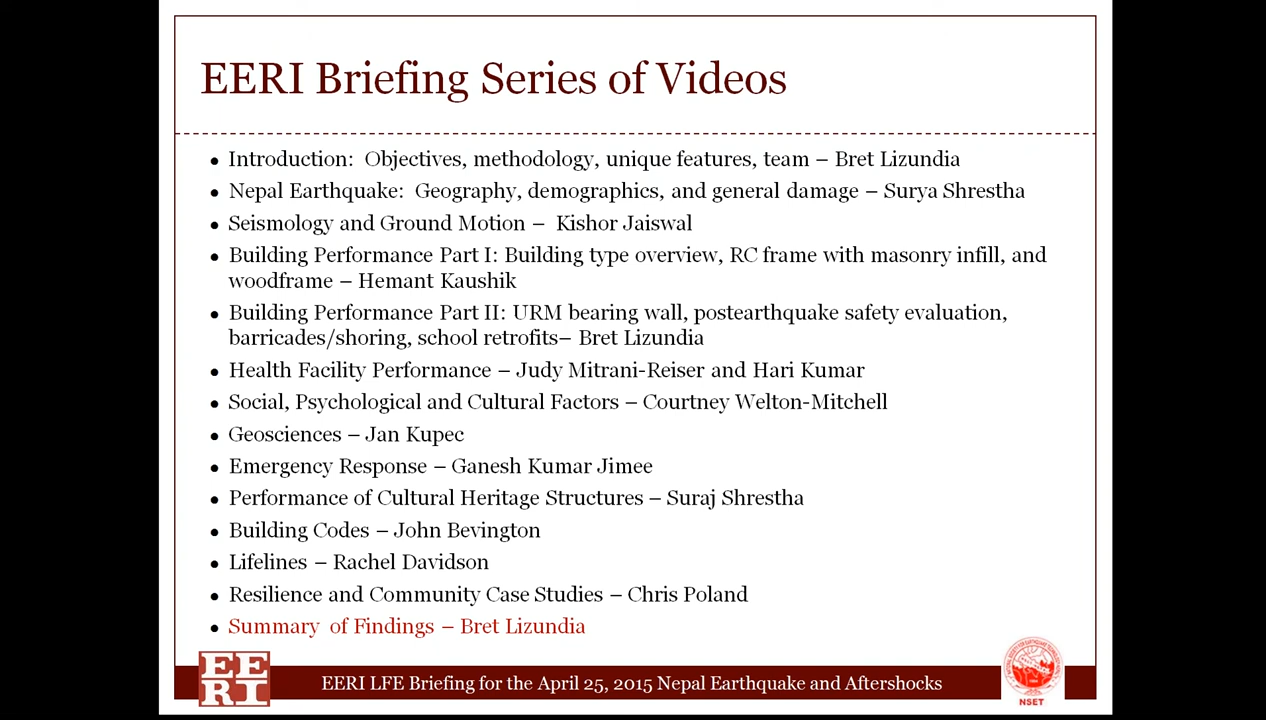 EERI Briefing Series of Videos
• Introduction:  Objectives, methodology, unique features, team – Bret Lizundia
• Nepal Earthquake:  Geography, demographics, and general damage – Surya Shrestha
• Seismology and Ground Motion –  Kishor Jaiswal
• Building Performance Part I: Building type overview, RC frame with masonry infill, and
woodframe – Hemant Kaushik
• Building Performance Part II: URM bearing wall, postearthquake safety evaluation,
barricades/shoring, school retrofits– Bret Lizundia
• Health Facility Performance – Judy Mitrani-Reiser and Hari Kumar
• Social, Psychological and Cultural Factors – Courtney Welton-Mitchell
• Geosciences – Jan Kupec
• Emergency Response – Ganesh Kumar Jimee
• Performance of Cultural Heritage Structures – Suraj Shrestha
• Building Codes – John Bevington
• Lifelines – Rachel Davidson
• Resilience and Community Case Studies – Chris Poland
• Summary  of Findings – Bret Lizundia
EE
RI
EERI LFE Briefing for the April 25, 2015 Nepal Earthquake and Aftershocks
NSET